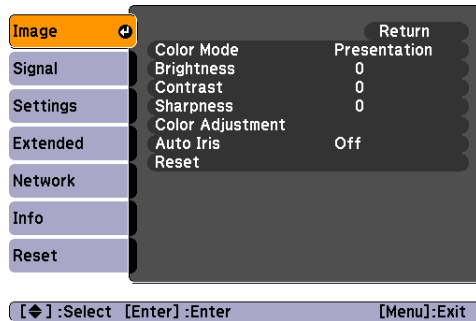 Image
Signal
Settings
Extended
Network
Info
Reset
Return
Color Mode Presentation
Brightness 0
Contrast 0
Sharpness 0
Color Adjustment
Auto Iris Off
Reset
[◆] :Select [Enter] :Enter [Menu]:Exit